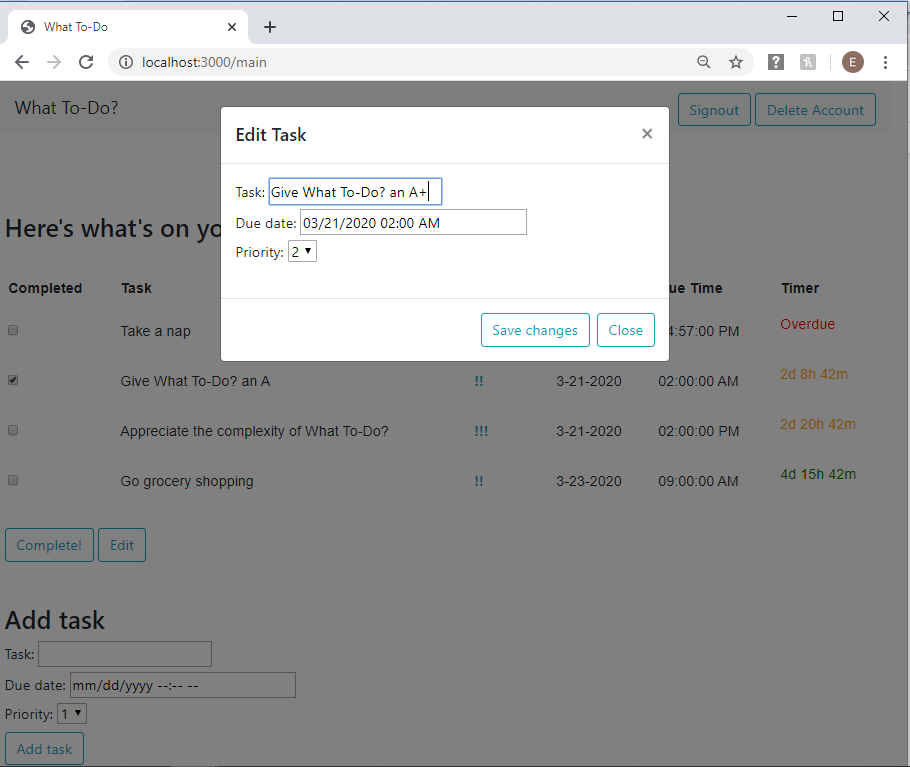 What To-Do
localhost:3000/main
E
What To-Do?
Signout
Delete Account
Edit Task
Task: Give What To-Do? an A+
Due date: 03/21/2020 02:00 AM
Priority: 2
Save changes
Close
Here's what's on yo
Completed Task ue Time Timer
Take a nap 4:57:00 PM Overdue
Give What To-Do? an A !! 3-21-2020 02:00:00 AM 2d 8h 42m
Appreciate the complexity of What To-Do? !!! 3-21-2020 02:00:00 PM 2d 20h 42m
Go grocery shopping !! 3-23-2020 09:00:00 AM 4d 15h 42m
Complete!
Edit
Add task
Task:
Due date: mm/dd/yyyy --:-- --
Priority: 1
Add task